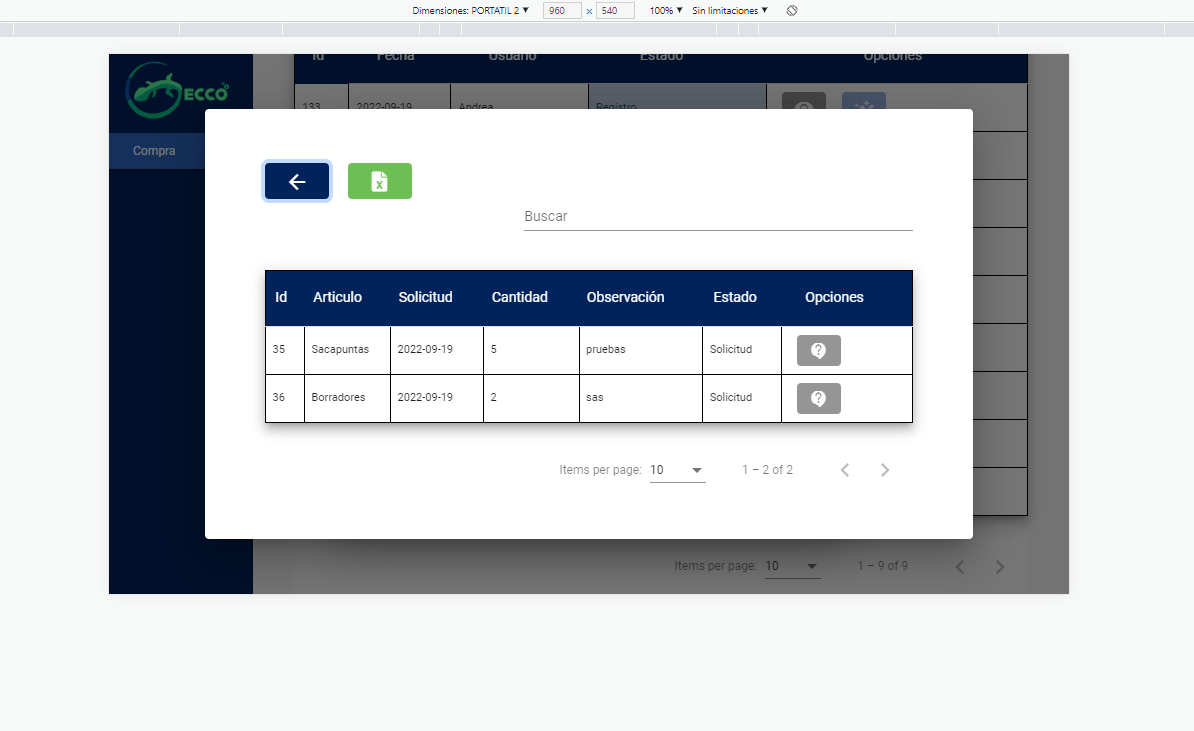 Dimensiones: PORTATIL 2 960 × 540 100% Sin limitaciones
Id Fecha Usuario Estado Opciones
ECCO
133 2022-09-19 Andrea Registro
Compra
Buscar
Id Articulo Solicitud Cantidad Observación Estado Opciones
35 Sacapuntas 2022-09-19 5 pruebas Solicitud ?
36 Borradores 2022-09-19 2 sas Solicitud ?
Items per page: 10 1 – 2 of 2
Items per page: 10 1 – 9 of 9